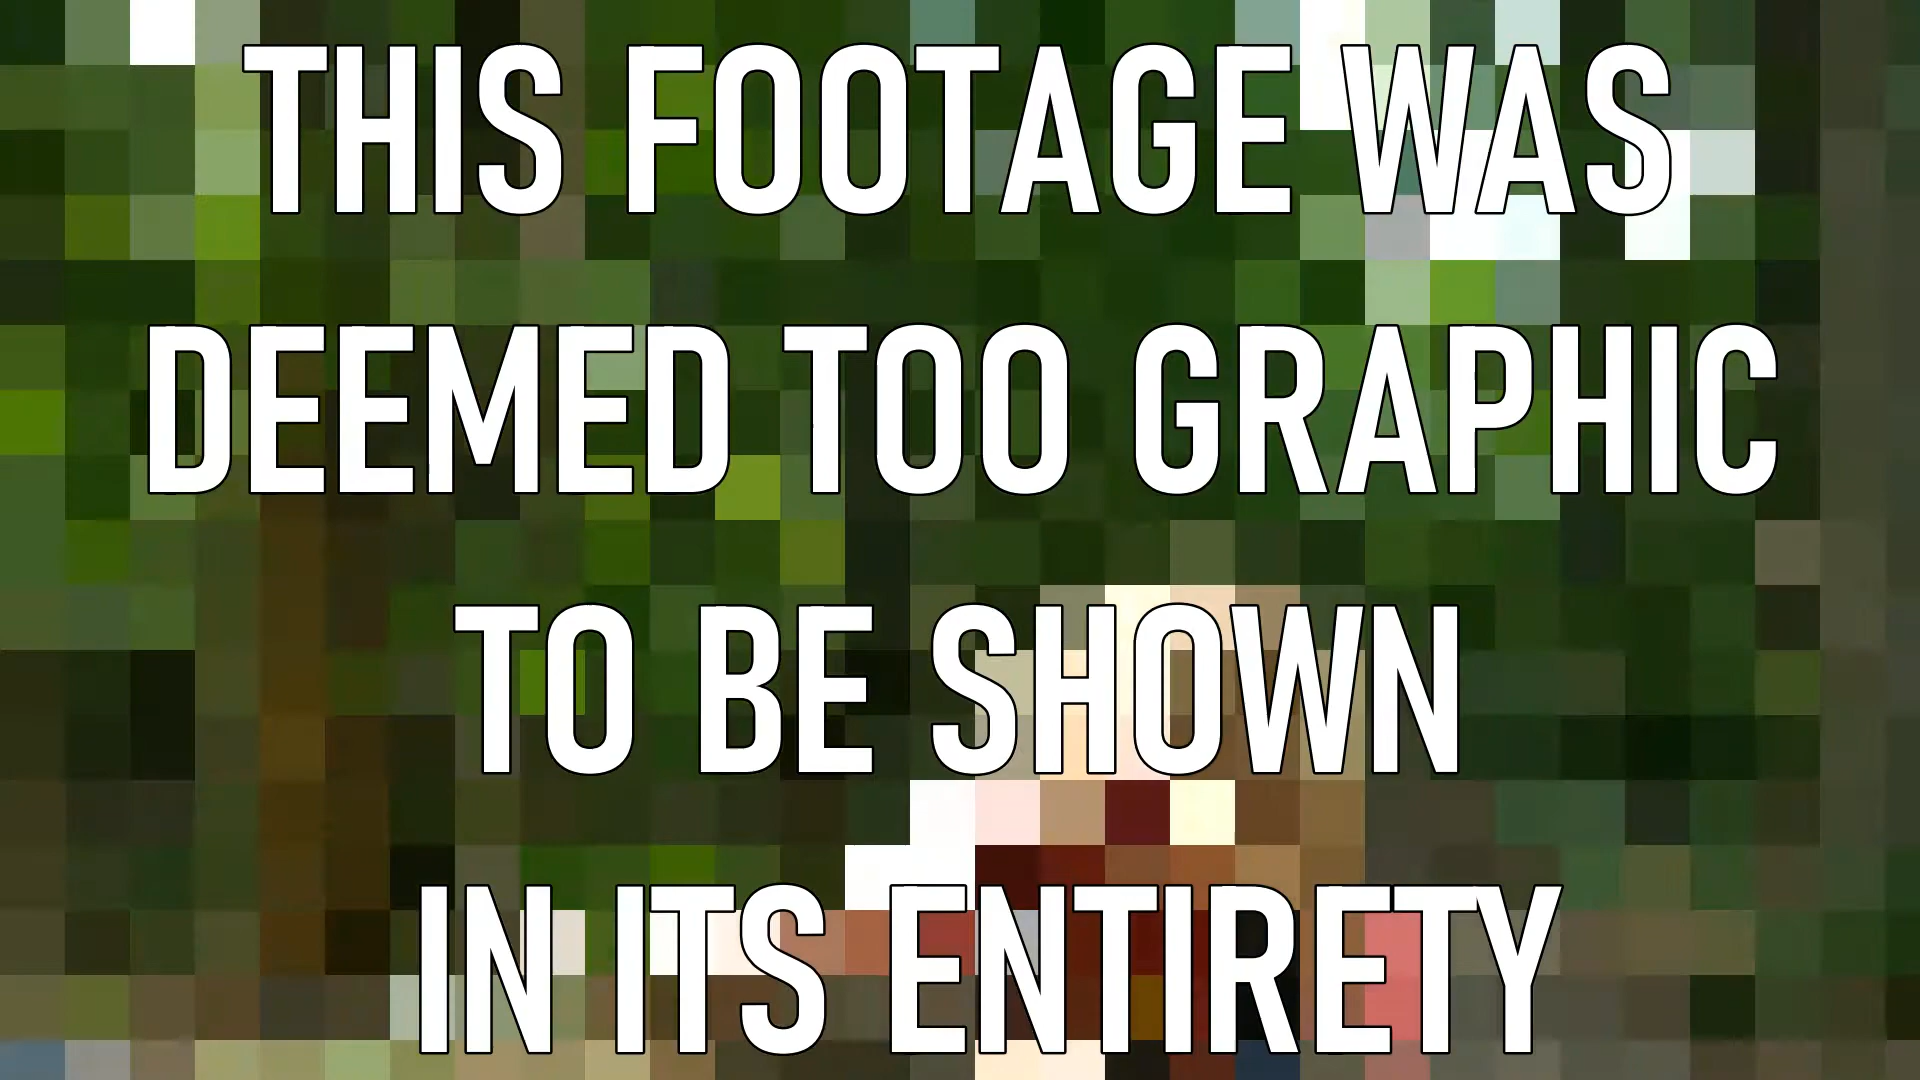 THIS FOOTAGE WAS
DEEMED TOO GRAPHIC
TO BE SHOWN
IN ITS ENTIRETY